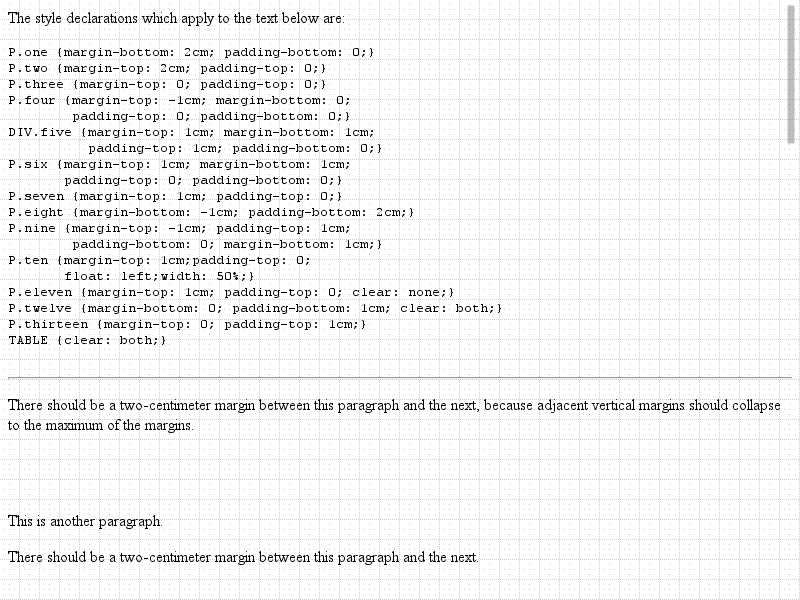 The style declarations which apply to the text below are:
P.one {margin-bottom: 2cm; padding-bottom: 0;}
P.two {margin-top: 2cm; padding-top: 0;}
P.three {margin-top: 0; padding-top: 0;}
P.four {margin-top: -1cm; margin-bottom: 0;
padding-top: 0; padding-bottom: 0;}
DIV.five {margin-top: 1cm; margin-bottom: 1cm;
padding-top: 1cm; padding-bottom: 0;}
P.six {margin-top: 1cm; margin-bottom: 1cm;
padding-top: 0; padding-bottom: 0;}
P.seven {margin-top: 1cm; padding-top: 0;}
P.eight {margin-bottom: -1cm; padding-bottom: 2cm;}
P.nine {margin-top: -1cm; padding-top: 1cm;
padding-bottom: 0; margin-bottom: 1cm;}
P.ten {margin-top: 1cm;padding-top: 0;
float: left;width: 50%;}
P.eleven {margin-top: 1cm; padding-top: 0; clear: none;}
P.twelve {margin-bottom: 0; padding-bottom: 1cm; clear: both;}
P.thirteen {margin-top: 0; padding-top: 1cm;}
TABLE {clear: both;}
There should be a two-centimeter margin between this paragraph and the next, because adjacent vertical margins should collapse
to the maximum of the margins.
This is another paragraph.
There should be a two-centimeter margin between this paragraph and the next.